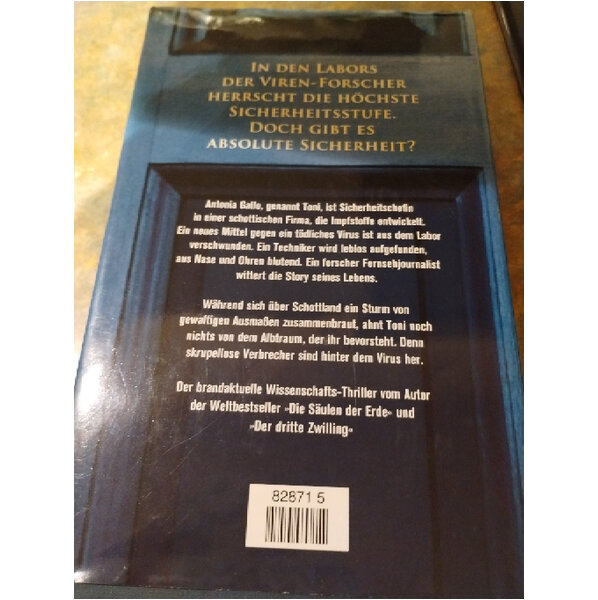 In den Labors
der Viren-Forscher
herrscht die höchste
Sicherheitsstufe.
Doch gibt es
absolute Sicherheit?
Antonia Gallo, genannt Toni, ist Sicherheitschefin
in einer schottischen Firma, die Impfstoffe entwickelt.
Ein neues Mittel gegen ein tödliches Virus ist aus dem Labor
verschwunden. Ein Techniker wird leblos aufgefunden,
aus Nase und Ohren blutend. Ein forscher Fernsehjournalist
wittert die Story seines Lebens.
Während sich über Schottland ein Sturm von
gewaltigen Ausmaßen zusammenbraut, ahnt Toni noch
nichts von dem Albtraum, der ihr bevorsteht. Denn
skrupellose Verbrecher sind hinter dem Virus her.
Der brandaktuelle Wissenschafts-Thriller vom Autor
der Weltbestseller »Die Säulen der Erde« und
»Der dritte Zwilling«
82871 5